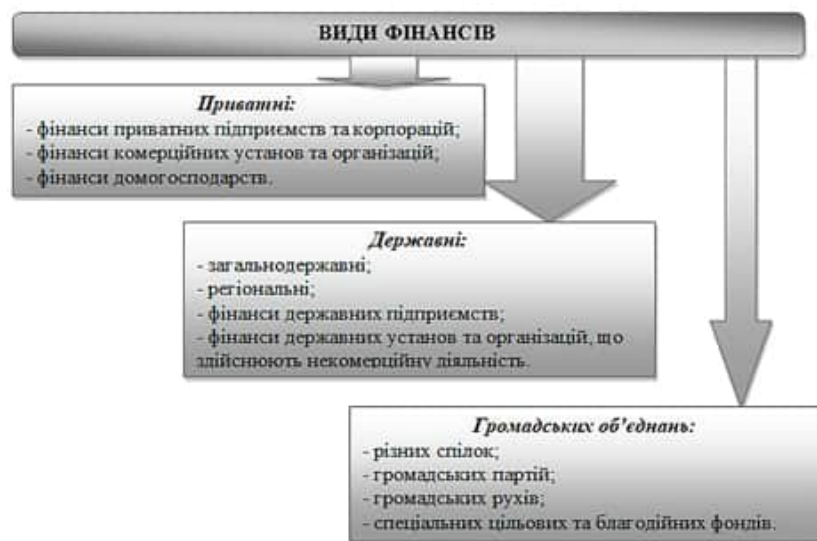 ВИДИ ФІНАНСІВ
Приватні:
- фінанси приватних підприємств та корпорацій;
- фінанси комерційних установ та організацій;
- фінанси домогосподарств.
Державні:
- загальнодержавні;
- регіональні;
- фінанси державних підприємств;
- фінанси державних установ та організацій, що
здійснюють некомерційну діяльність.
Громадських об’єднань:
- різних спілок;
- громадських партій;
- громадських рухів;
- спеціальних цільових та благодійних фондів.